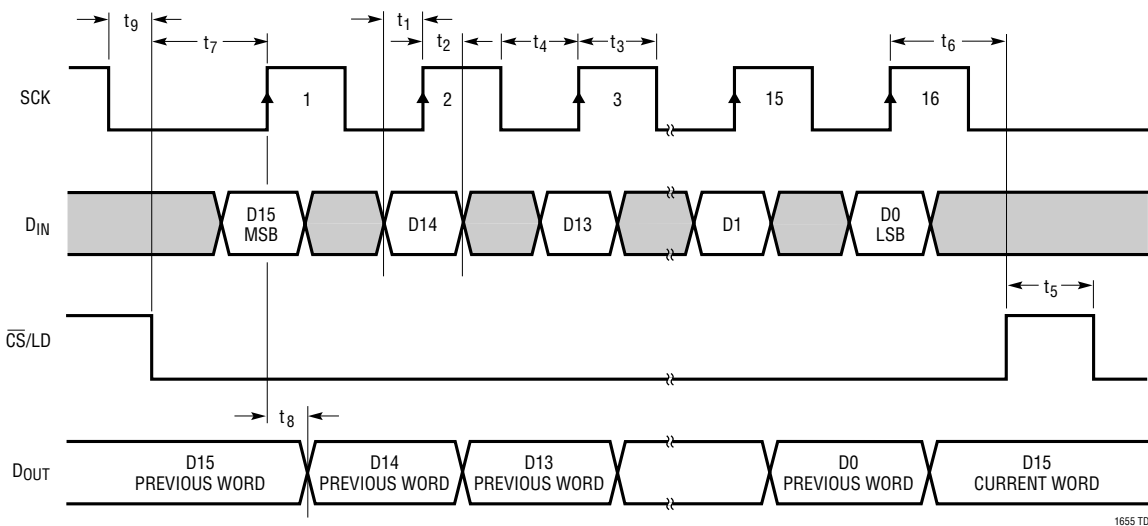 t9
t7
t1
t2
t4
t3
t6
SCK
1
2
3
15
16
DIN
D15
MSB
D14
D13
D1
D0
LSB
CS/LD
t5
t8
DOUT
D15
PREVIOUS WORD
D14
PREVIOUS WORD
D13
PREVIOUS WORD
D0
PREVIOUS WORD
D15
CURRENT WORD
1655 TD